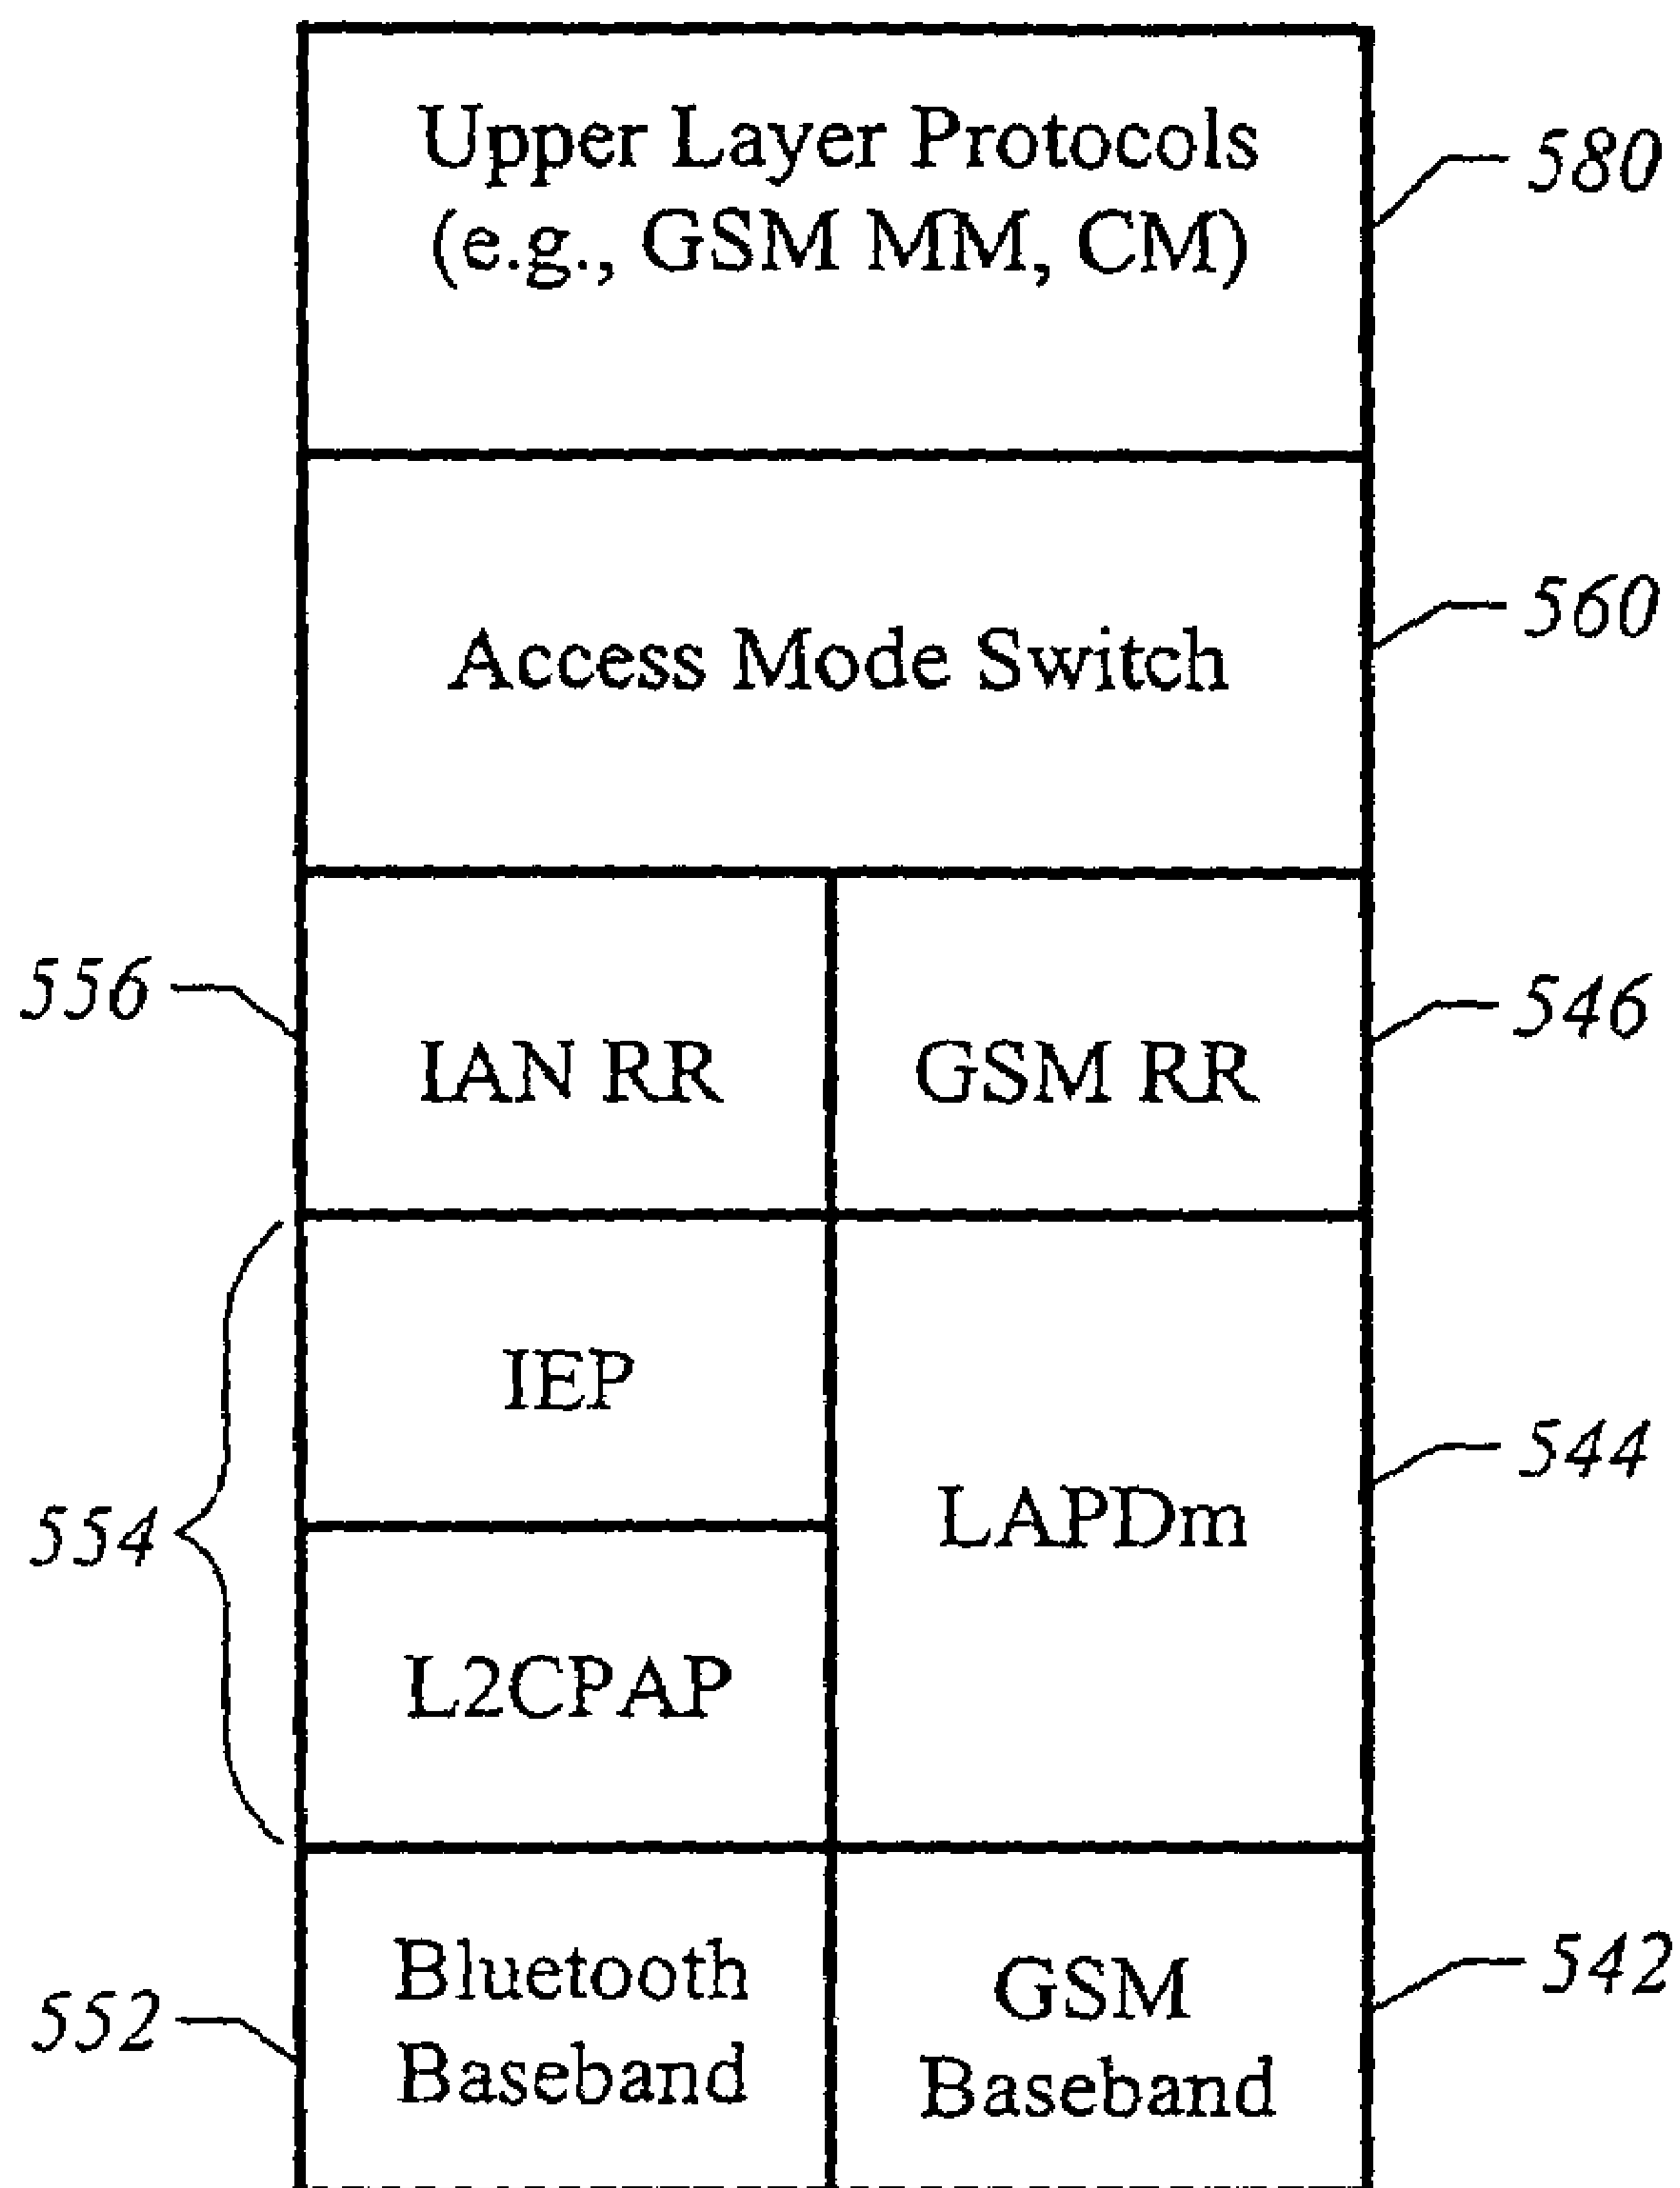 Upper Layer Protocols
(e.g., GSM MM, CM)
580
Access Mode Switch
560
556
IAN RR
GSM RR
546
IEP
554
LAPDm
544
L2CPAP
552
Bluetooth
Baseband
GSM
Baseband
542